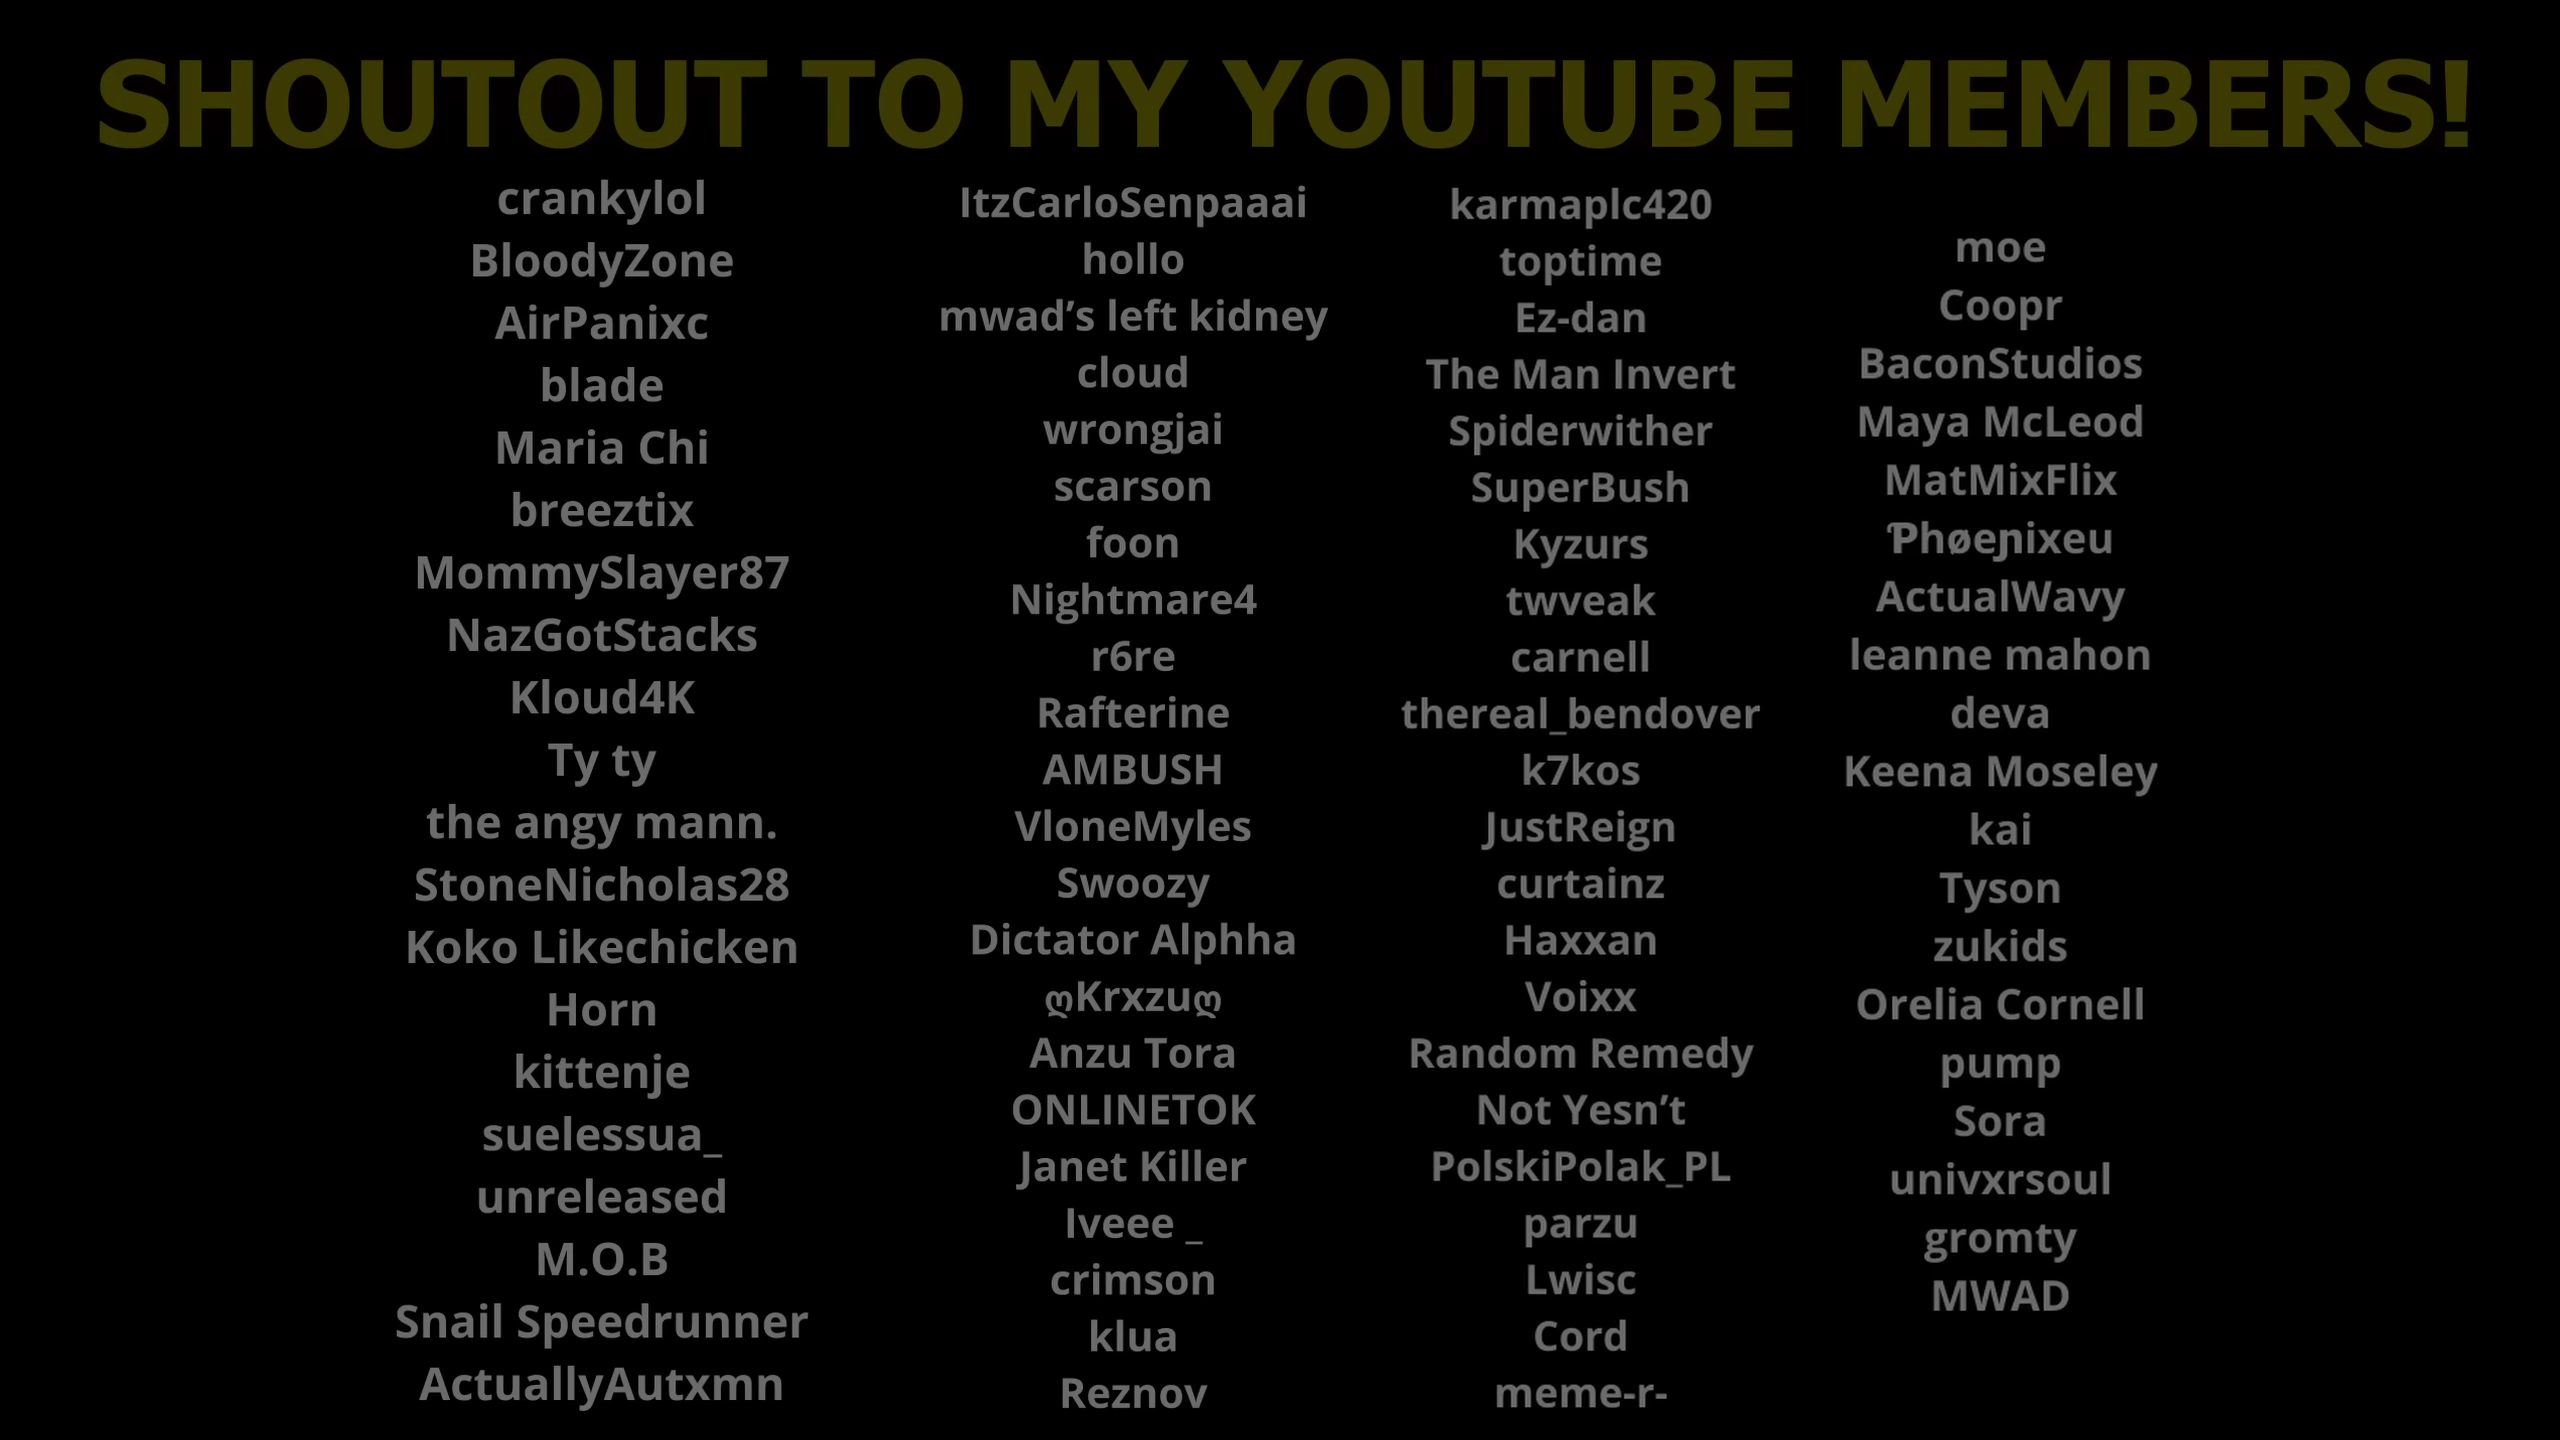 SHOUTOUT TO MY YOUTUBE MEMBERS!
crankylol
BloodyZone
AirPanixc
blade
Maria Chi
breeztix
MommySlayer87
NazGotStacks
Kloud4K
Ty ty
the angy mann.
StoneNicholas28
Koko Likechicken
Horn
kittenje
suelessua_
unreleased
M.O.B
Snail Speedrunner
ActuallyAutxmn
ItzCarloSenpaaai
hollo
mwad’s left kidney
cloud
wrongjai
scarson
foon
Nightmare4
r6re
Rafterine
AMBUSH
VloneMyles
Swoozy
Dictator Alphha
ღKrxzuღ
Anzu Tora
ONLINETOK
Janet Killer
lveee _
crimson
klua
Reznov
karmaplc420
toptime
Ez-dan
The Man Invert
Spiderwither
SuperBush
Kyzurs
twveak
carnell
thereal_bendover
k7kos
JustReign
curtainz
Haxxan
Voixx
Random Remedy
Not Yesn’t
PolskiPolak_PL
parzu
Lwisc
Cord
meme-r-
moe
Coopr
BaconStudios
Maya McLeod
MatMixFlix
Ƥhøeɲixeu
ActualWavy
leanne mahon
deva
Keena Moseley
kai
Tyson
zukids
Orelia Cornell
pump
Sora
univxrsoul
gromty
MWAD